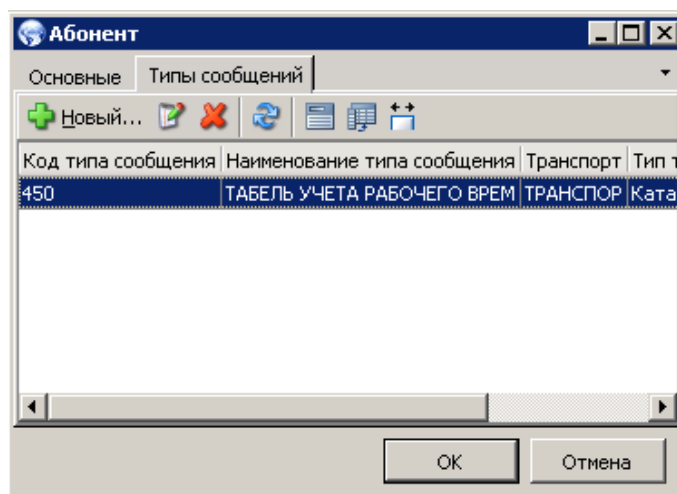 Абонент
Основные Типы сообщений
Новый...
Код типа сообщения Наименование типа сообщения Транспорт Тип т
450 ТАБЕЛЬ УЧЕТА РАБОЧЕГО ВРЕМ ТРАНСПОР Ката
OK Отмена